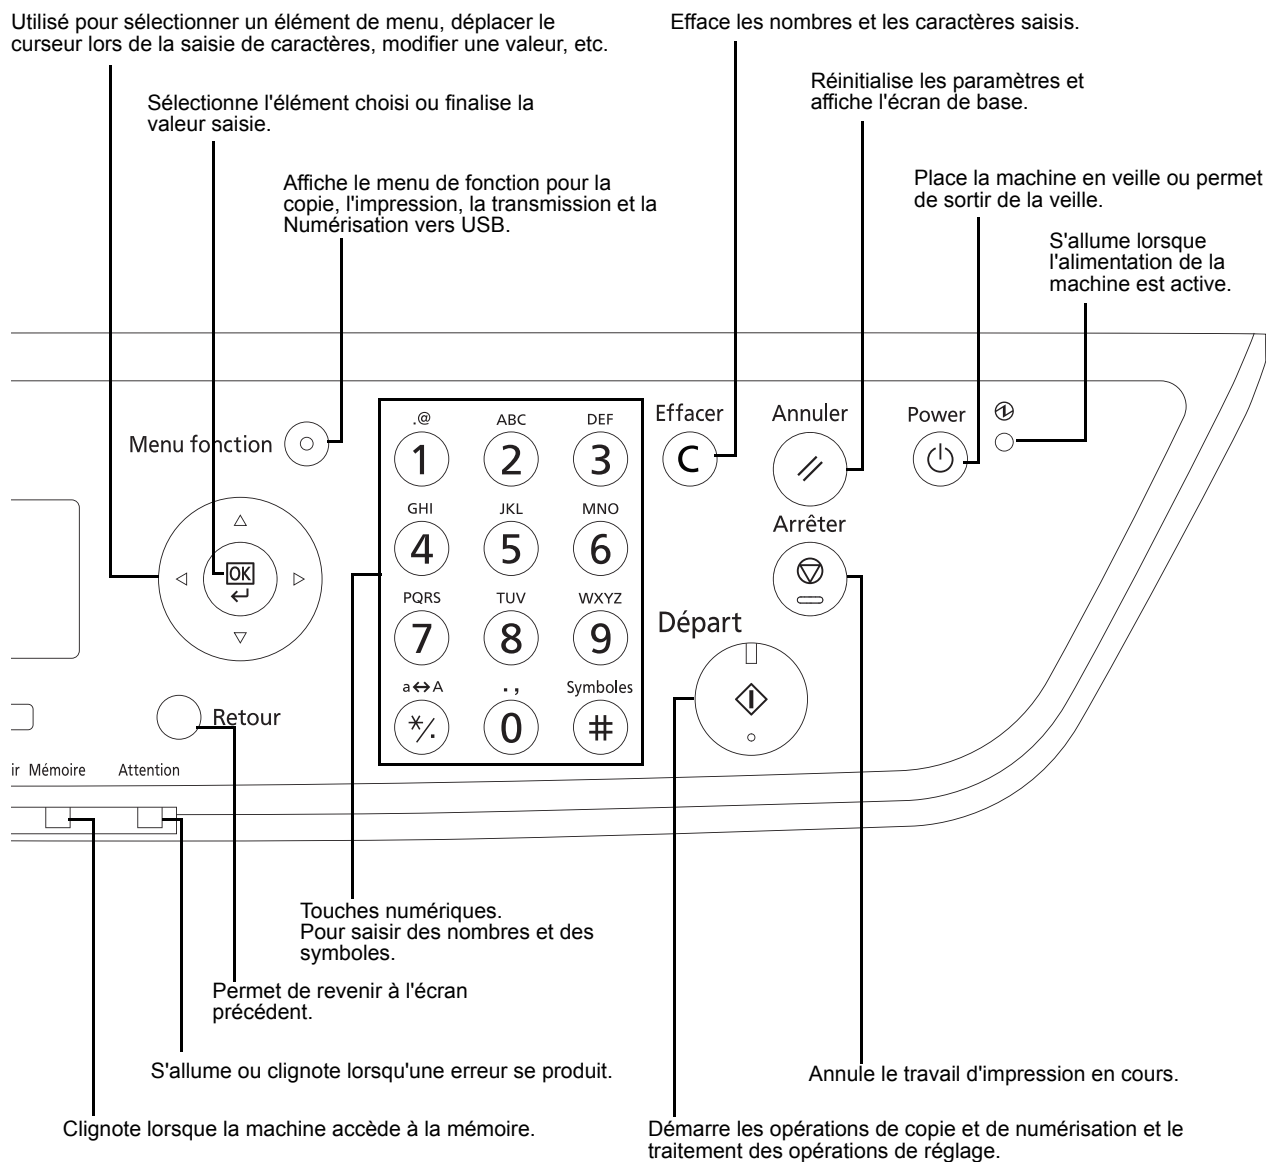 Utilisé pour sélectionner un élément de menu, déplacer le
curseur lors de la saisie de caractères, modifier une valeur, etc.
Efface les nombres et les caractères saisis.
Réinitialise les paramètres et
affiche l'écran de base.
Sélectionne l'élément choisi ou finalise la
valeur saisie.
Affiche le menu de fonction pour la
copie, l'impression, la transmission et la
Numérisation vers USB.
Place la machine en veille ou permet
de sortir de la veille.
S'allume lorsque
l'alimentation de la
machine est active.
Menu fonction
.@ ABC DEF
1 2 3
GHI JKL MNO
4 5 6
PQRS TUV WXYZ
7 8 9
a↔A ., Symboles
*/. 0 #
Effacer
C
Annuler
Power
Arrêter
OK
Départ
Retour
ir Mémoire Attention
Touches numériques.
Pour saisir des nombres et des
symboles.
Permet de revenir à l'écran
précédent.
S'allume ou clignote lorsqu'une erreur se produit.
Annule le travail d'impression en cours.
Clignote lorsque la machine accède à la mémoire.
Démarre les opérations de copie et de numérisation et le
traitement des opérations de réglage.